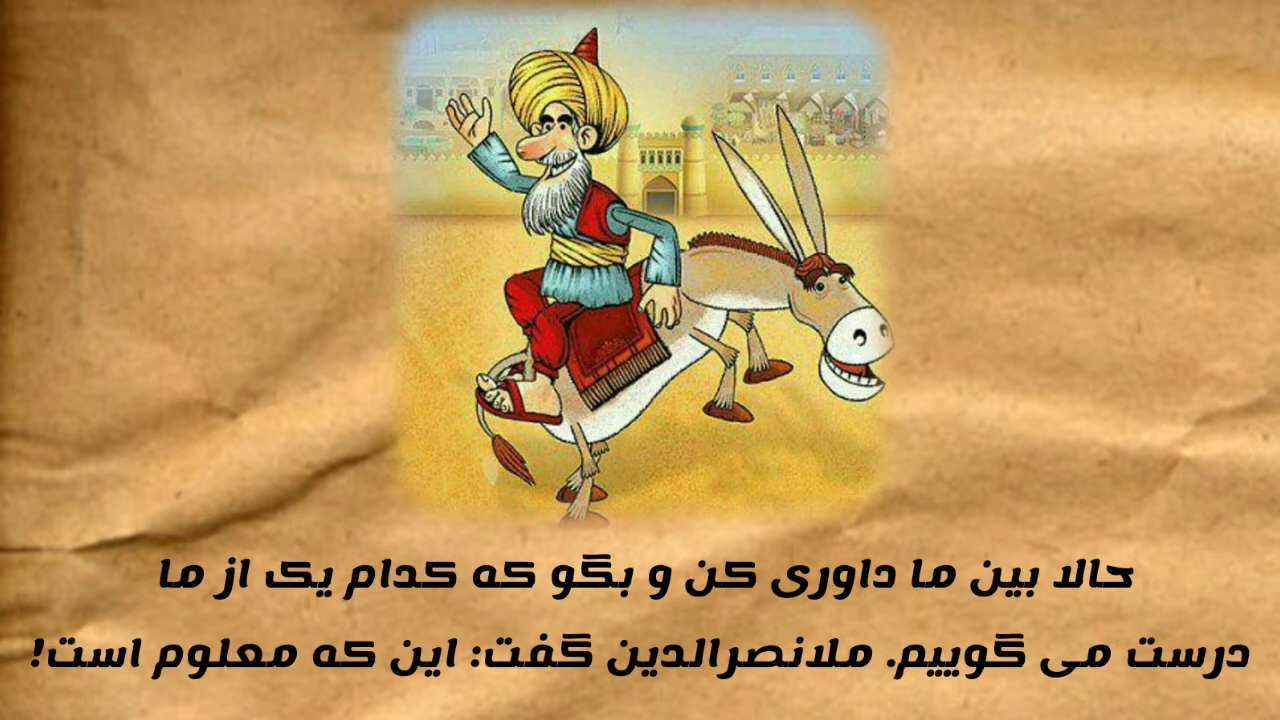 حالا بین ما داوری کن و بگو که کدام یک از ما
درست می گوییم. ملانصرالدین گفت: این که معلوم است!